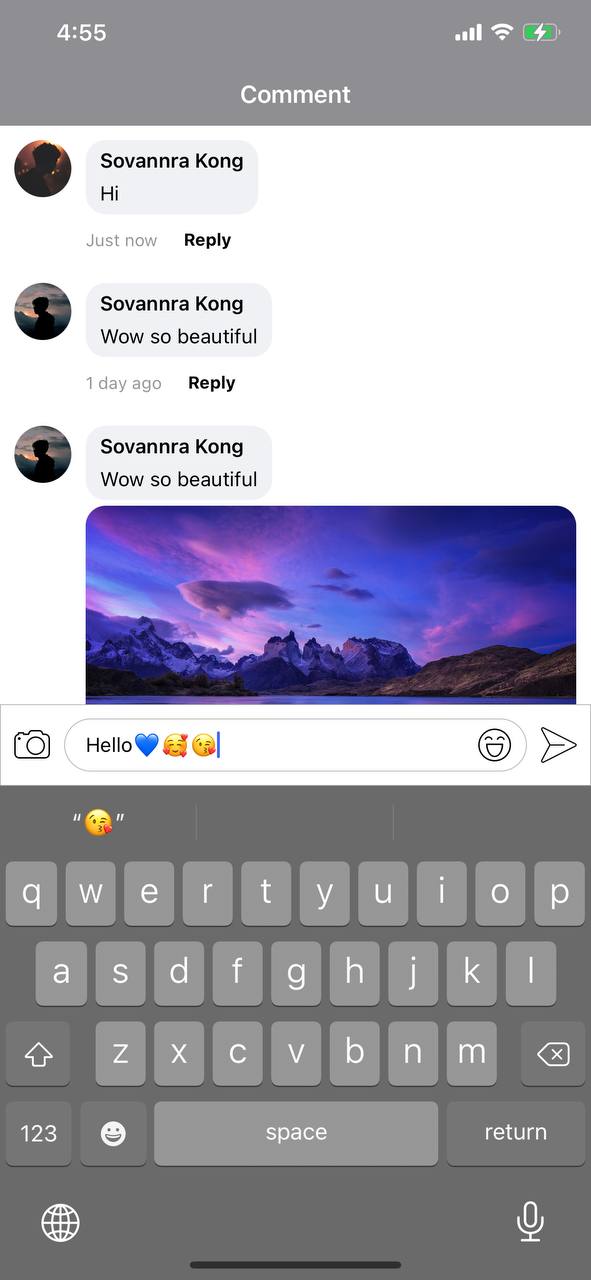 4:55
Comment
Sovannra Kong
Hi
Just now Reply
Sovannra Kong
Wow so beautiful
1 day ago Reply
Sovannra Kong
Wow so beautiful
Hello💙🥰😘
“😘”
q w e r t y u i o p
a s d f g h j k l
z x c v b n m
123 space return